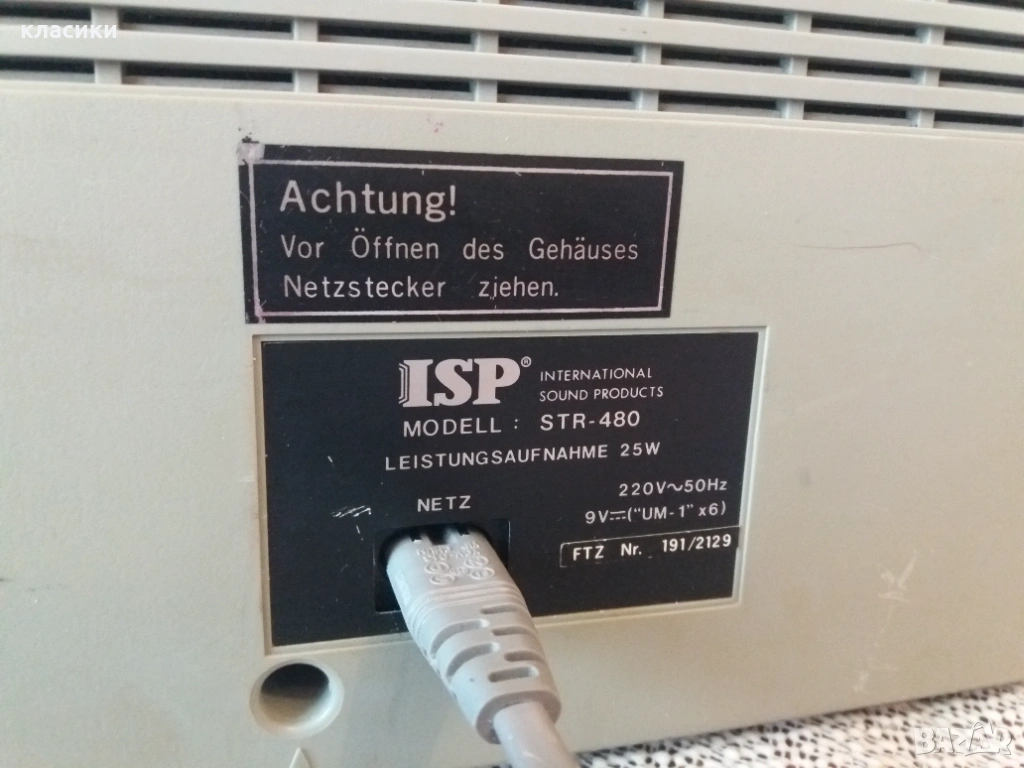 класики
Achtung!
Vor Öffnen des Gehäuses
Netzstecker ziehen.
ISP® INTERNATIONAL
SOUND PRODUCTS
MODELL : STR-480
LEISTUNGSAUFNAHME 25W
NETZ
220V~50Hz
9V⎓("UM-1" x6)
FTZ Nr. 191/2129
BAZAR